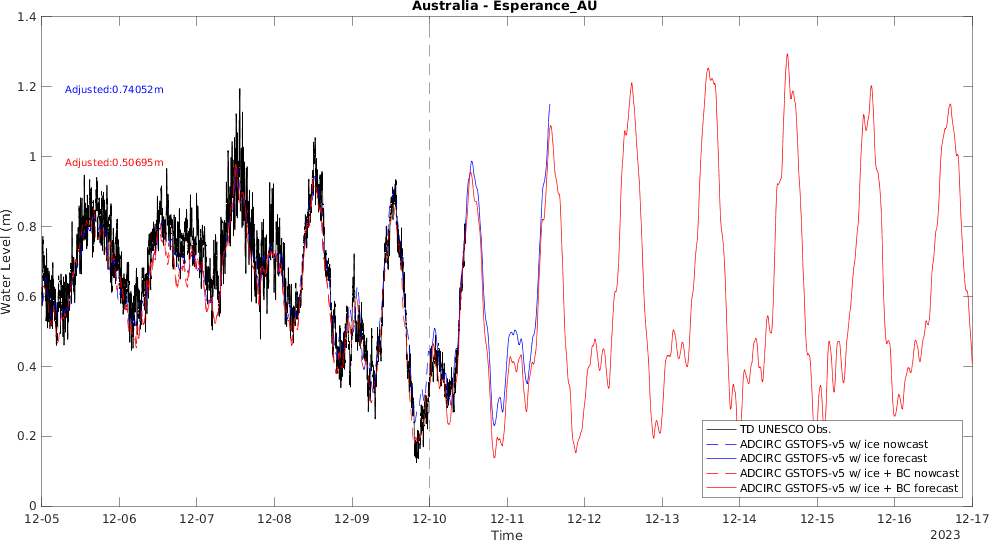 Australia - Esperance_AU
1.4
1.2
1
0.8
0.6
0.4
0.2
0
Water Level (m)
Adjusted:0.74052m
Adjusted:0.50695m
TD UNESCO Obs.
ADCIRC GSTOFS-v5 w/ ice nowcast
ADCIRC GSTOFS-v5 w/ ice forecast
ADCIRC GSTOFS-v5 w/ ice + BC nowcast
ADCIRC GSTOFS-v5 w/ ice + BC forecast
12-05 12-06 12-07 12-08 12-09 12-10 12-11 12-12 12-13 12-14 12-15 12-16 12-17
Time
2023